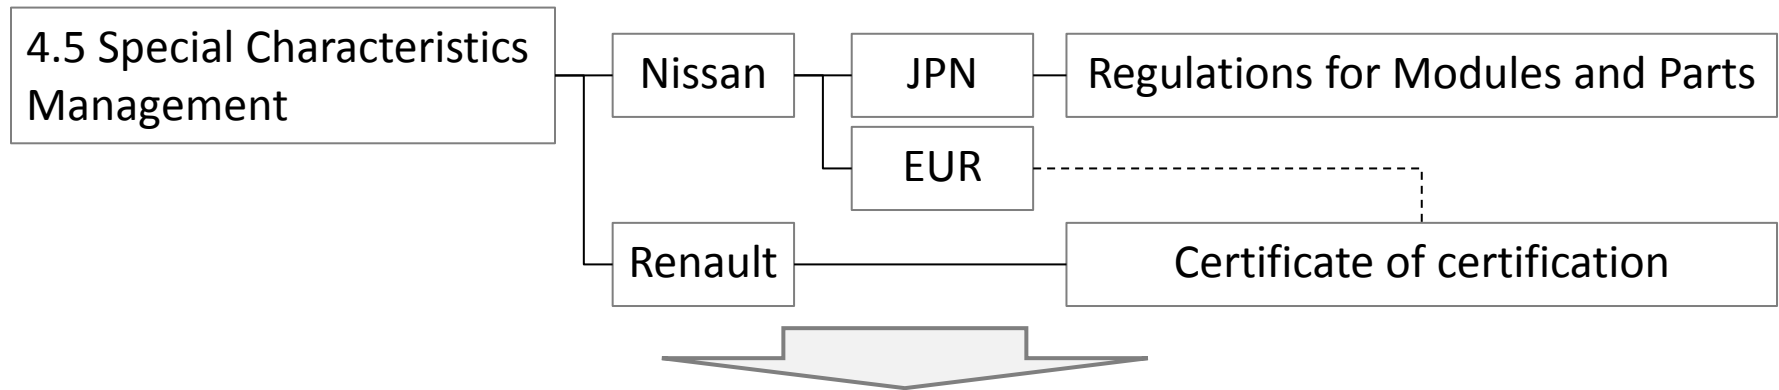 4.5 Special Characteristics
Management
Nissan
JPN
Regulations for Modules and Parts
EUR
Renault
Certificate of certification